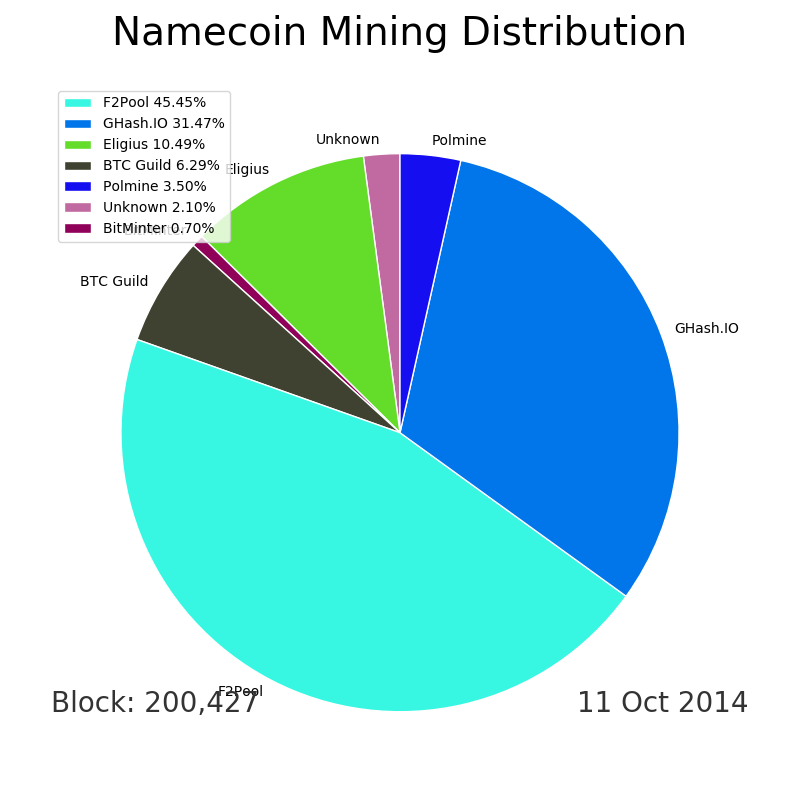 Namecoin Mining Distribution
F2Pool 45.45%
GHash.IO 31.47%
Eligius 10.49%
BTC Guild 6.29%
Polmine 3.50%
Unknown 2.10%
BitMinter 0.70%
Unknown
Polmine
Eligius
BTC Guild
GHash.IO
F2Pool
Block: 200,427
11 Oct 2014